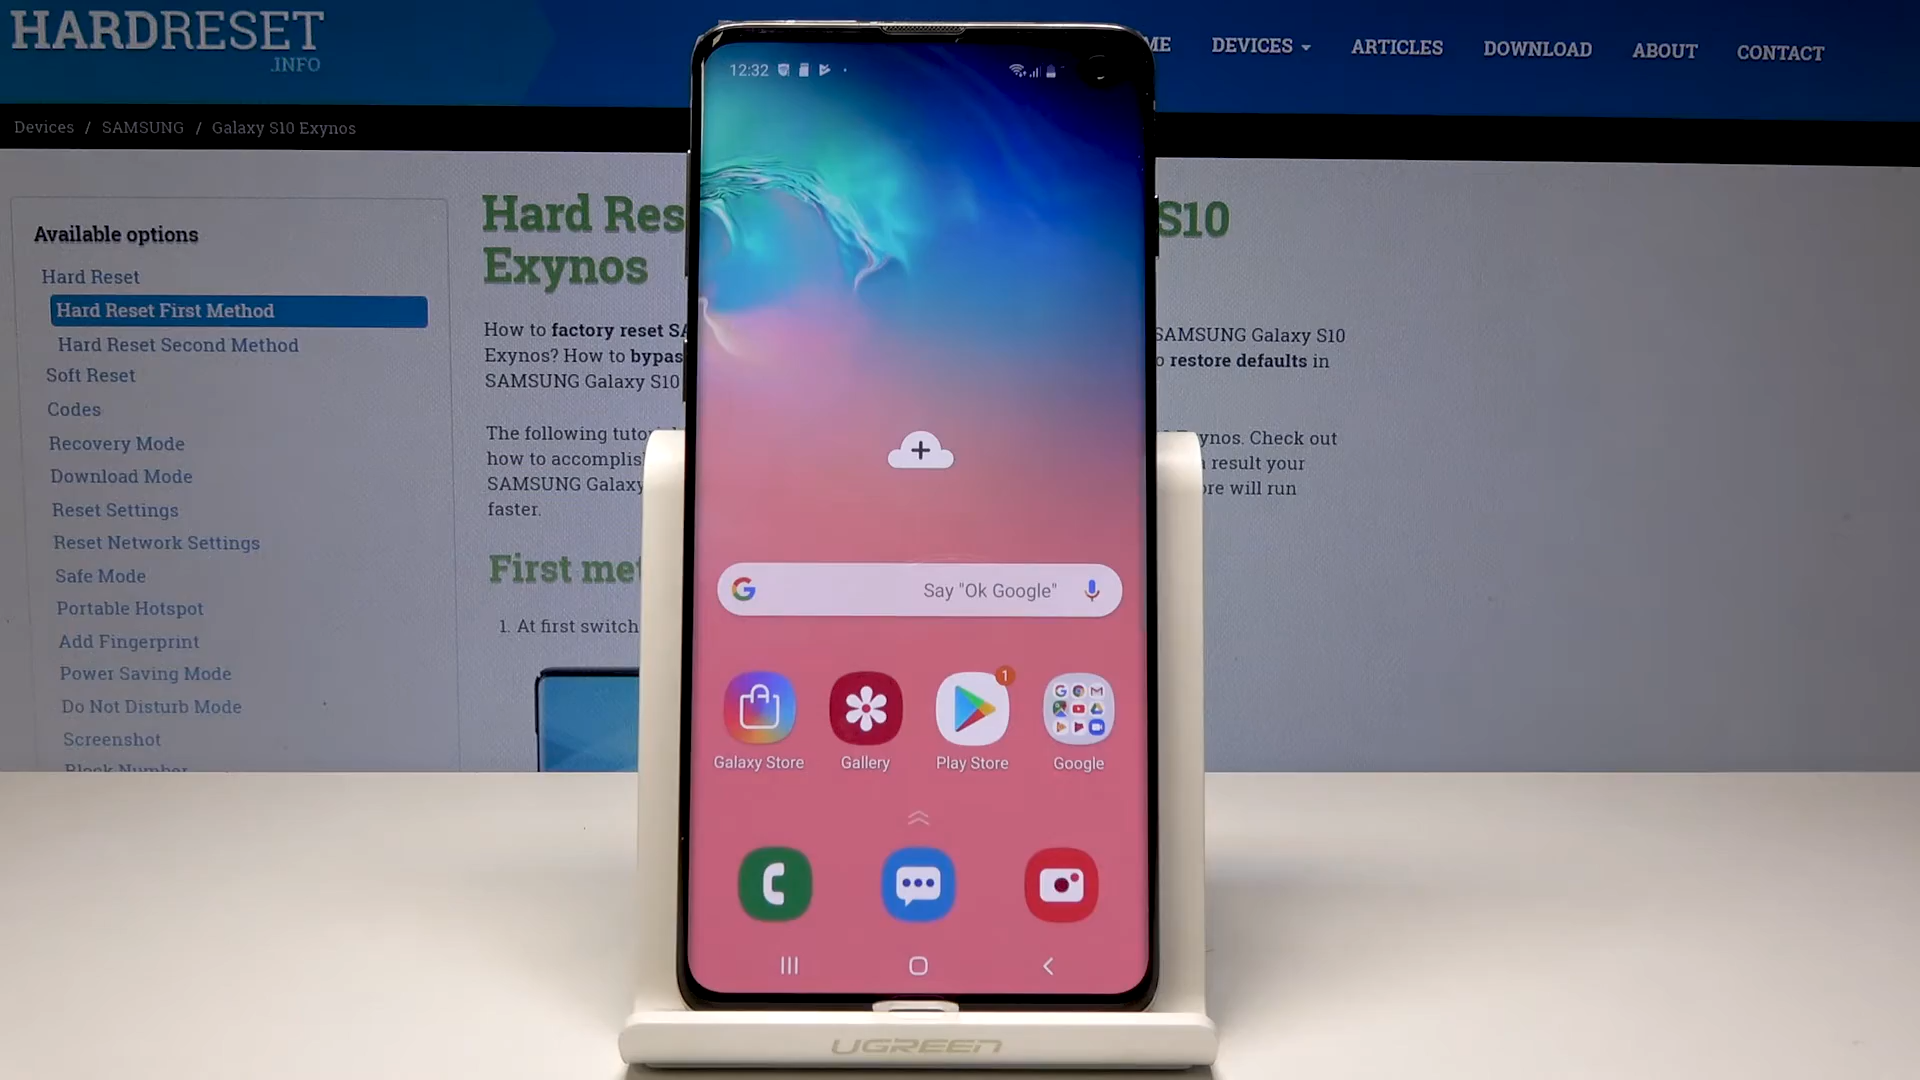 HARDRESET
.INFO
ME
DEVICES
ARTICLES
DOWNLOAD
ABOUT
CONTACT
Devices / SAMSUNG / Galaxy S10 Exynos
Available options
Hard Reset
Hard Reset First Method
Hard Reset Second Method
Soft Reset
Codes
Recovery Mode
Download Mode
Reset Settings
Reset Network Settings
Safe Mode
Portable Hotspot
Add Fingerprint
Power Saving Mode
Do Not Disturb Mode
Screenshot
Block Number
Hard Res S10
Exynos
How to factory reset SA SAMSUNG Galaxy S10
Exynos? How to bypas o restore defaults in
SAMSUNG Galaxy S10
The following tuto ynos. Check out
how to accomplis result your
SAMSUNG Galaxy re will run
faster.
First me
1. At first switch
12:32
Say "Ok Google"
1
Galaxy Store
Gallery
Play Store
Google
UGREEN